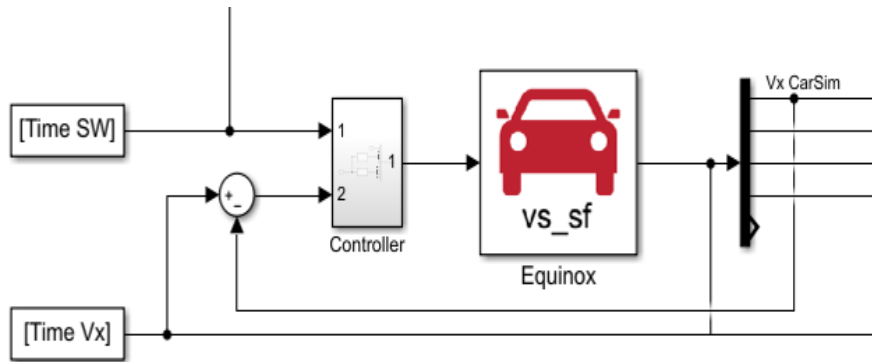 Vx CarSim
[Time SW]
1
1
2
+
-
vs_sf
Controller
Equinox
[Time Vx]